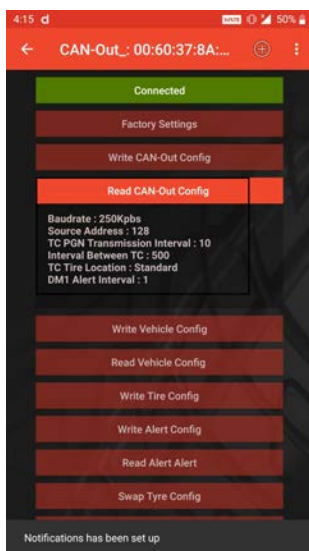 4:15 d 50%
CAN-Out_: 00:60:37:8A:...
Connected
Factory Settings
Write CAN-Out Config
Read CAN-Out Config
Baudrate : 250Kpbs
Source Address : 128
TC PGN Transmission Interval : 10
Interval Between TC : 500
TC Tire Location : Standard
DM1 Alert Interval : 1
Write Vehicle Config
Read Vehicle Config
Write Tire Config
Write Alert Config
Read Alert Alert
Swap Tyre Config
Notifications has been set up